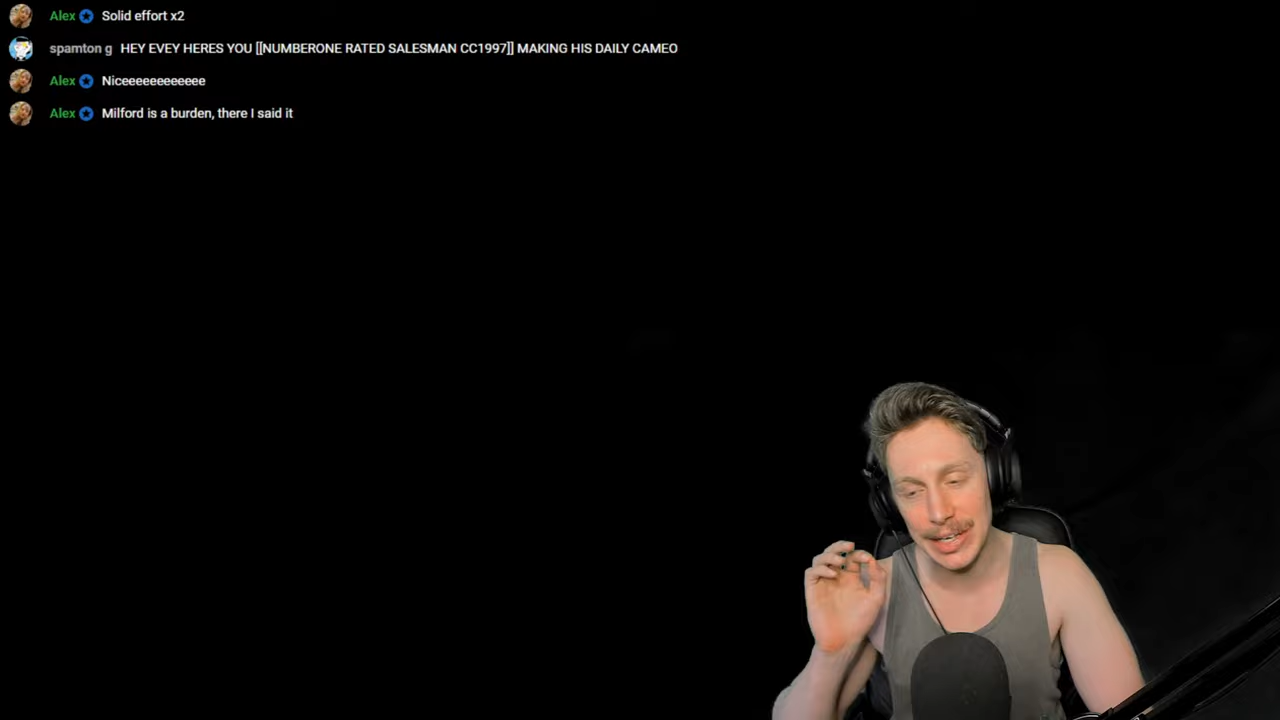 Alex Solid effort x2
spamton g HEY EVEY HERES YOU [[NUMBERONE RATED SALESMAN CC1997]] MAKING HIS DAILY CAMEO
Alex Niceeeeeeeeeeee
Alex Milford is a burden, there I said it